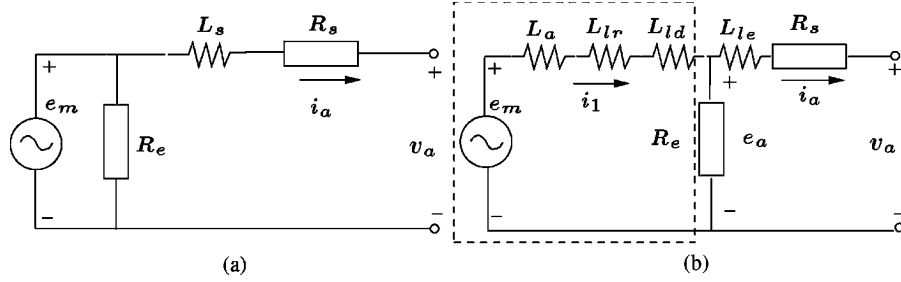 L_s R_s L_a L_lr L_ld L_le R_s
+ + + + +
i_a i_1 i_a
e_m e_m
R_e v_a R_e e_a v_a
− − − − −
(a) (b)